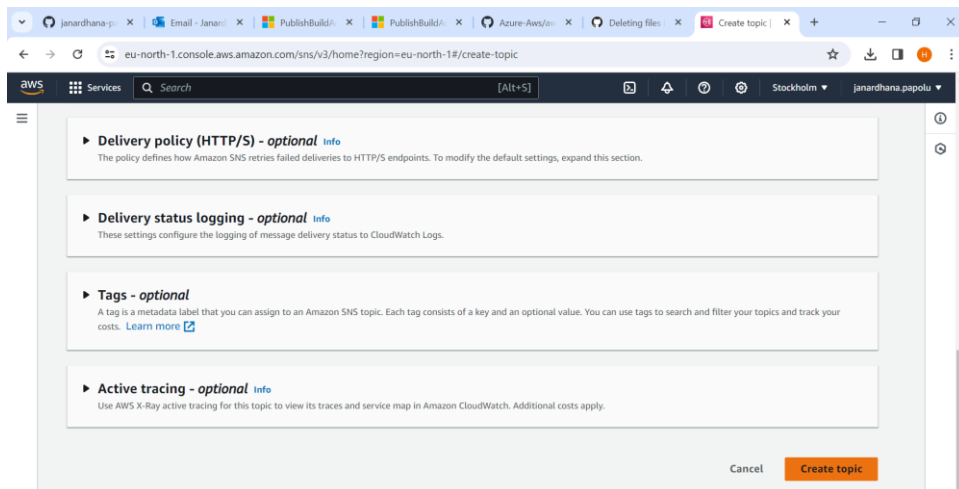 janardhana-p
Email - Janard
PublishBuildA
PublishBuildA
Azure-Aws/aw
Deleting files
Create topic |
eu-north-1.console.aws.amazon.com/sns/v3/home?region=eu-north-1#/create-topic
H
aws
Services
Search
[Alt+S]
Stockholm
janardhana.papolu
Delivery policy (HTTP/S) - optional Info
The policy defines how Amazon SNS retries failed deliveries to HTTP/S endpoints. To modify the default settings, expand this section.
Delivery status logging - optional Info
These settings configure the logging of message delivery status to CloudWatch Logs.
Tags - optional
A tag is a metadata label that you can assign to an Amazon SNS topic. Each tag consists of a key and an optional value. You can use tags to search and filter your topics and track your
costs. Learn more
Active tracing - optional Info
Use AWS X-Ray active tracing for this topic to view its traces and service map in Amazon CloudWatch. Additional costs apply.
Cancel
Create topic